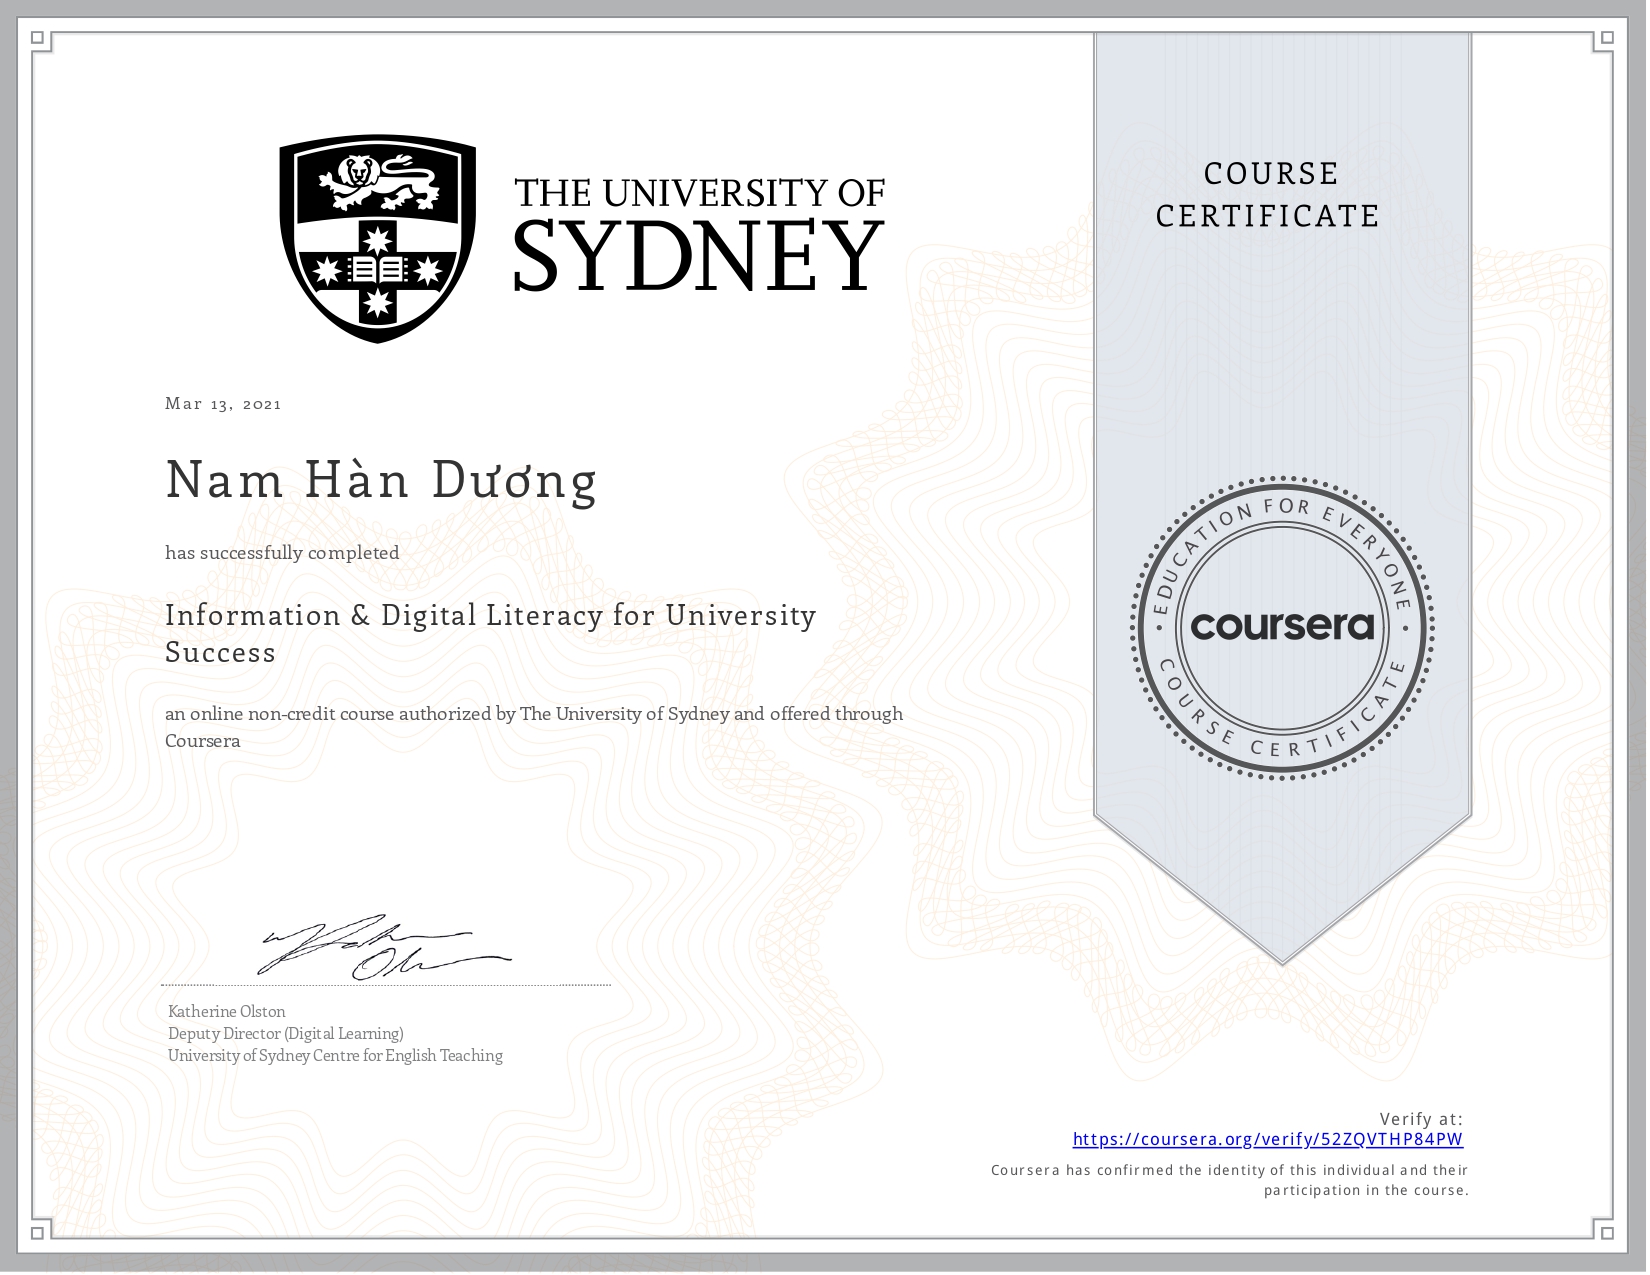 THE UNIVERSITY OF
SYDNEY
COURSE
CERTIFICATE
Mar 13, 2021
Nam Hàn Dương
has successfully completed
Information & Digital Literacy for University
Success
an online non-credit course authorized by The University of Sydney and offered through
Coursera
EDUCATION FOR EVERYONE
coursera
COURSE CERTIFICATE
Katherine Olston
Deputy Director (Digital Learning)
University of Sydney Centre for English Teaching
Verify at:
https://coursera.org/verify/52ZQVTHP84PW
Coursera has confirmed the identity of this individual and their
participation in the course.